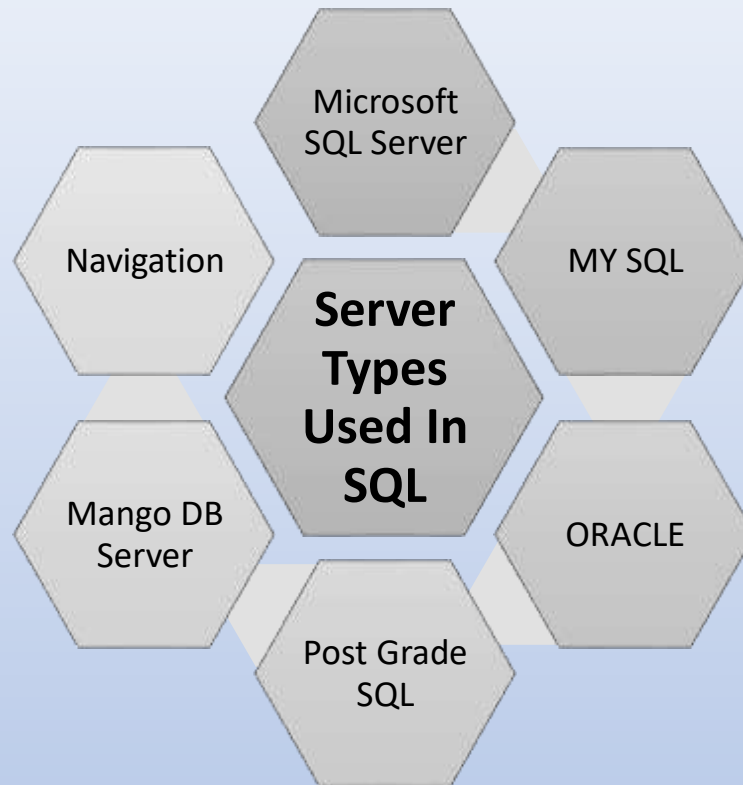 Microsoft
SQL Server
MY SQL
ORACLE
Post Grade
SQL
Mango DB
Server
Navigation
Server
Types
Used In
SQL